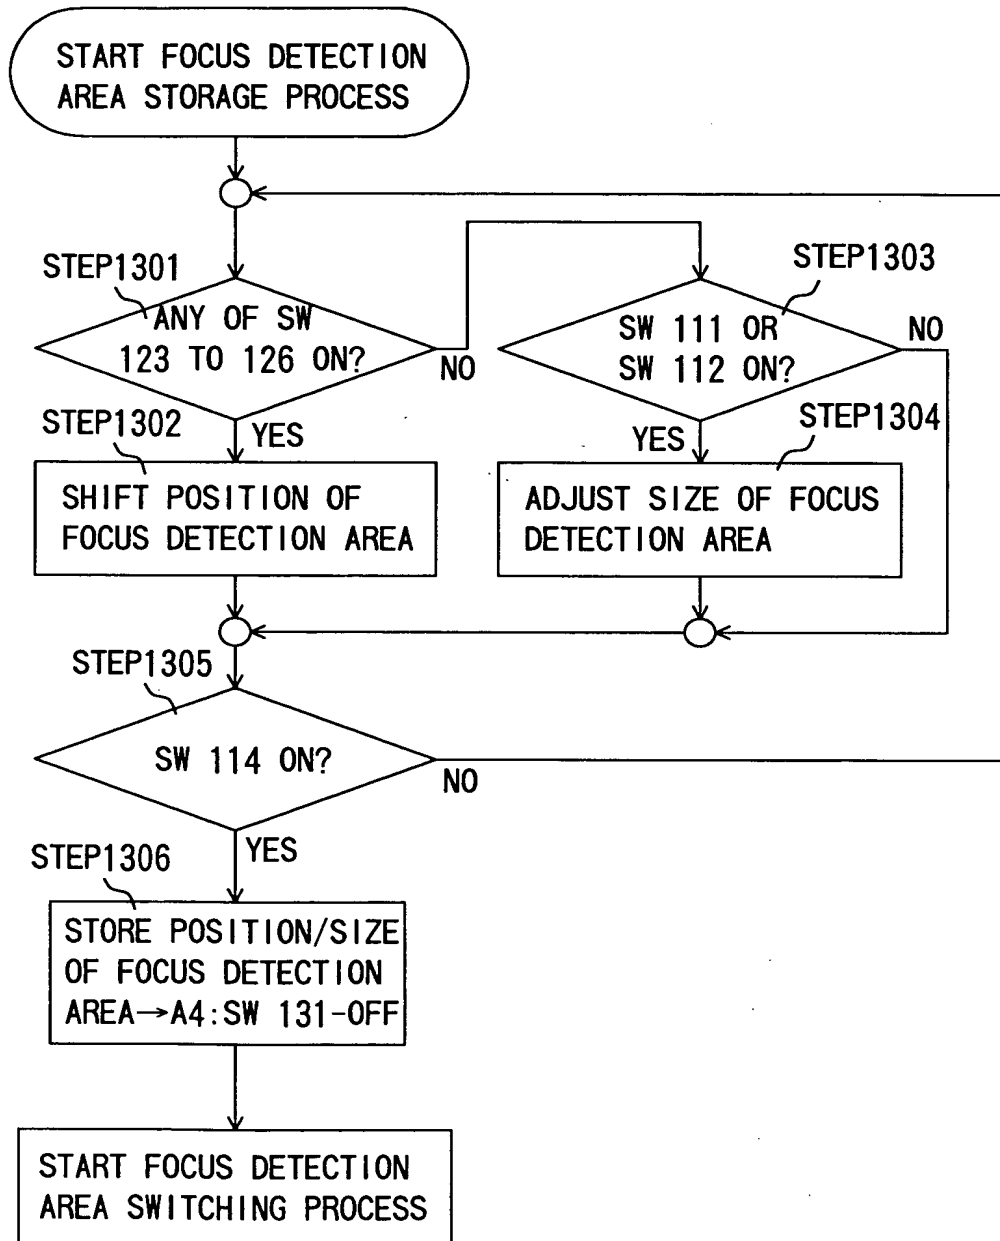 START FOCUS DETECTION
AREA STORAGE PROCESS
STEP1301
ANY OF SW
123 TO 126 ON?
NO
YES
STEP1303
SW 111 OR
SW 112 ON?
NO
YES
STEP1302
SHIFT POSITION OF
FOCUS DETECTION AREA
STEP1304
ADJUST SIZE OF FOCUS
DETECTION AREA
STEP1305
SW 114 ON?
NO
YES
STEP1306
STORE POSITION/SIZE
OF FOCUS DETECTION
AREA→A4:SW 131-OFF
START FOCUS DETECTION
AREA SWITCHING PROCESS